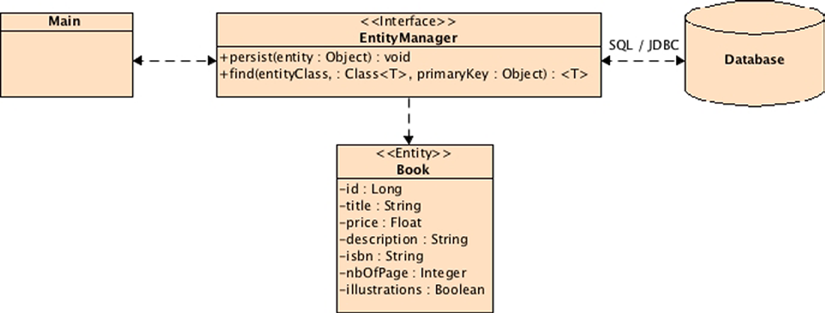 Main
<<Interface>>
EntityManager
+persist(entity : Object) : void
+find(entityClass, : Class<T>, primaryKey : Object) : <T>
SQL / JDBC
Database
<<Entity>>
Book
-id : Long
-title : String
-price : Float
-description : String
-isbn : String
-nbOfPage : Integer
-illustrations : Boolean